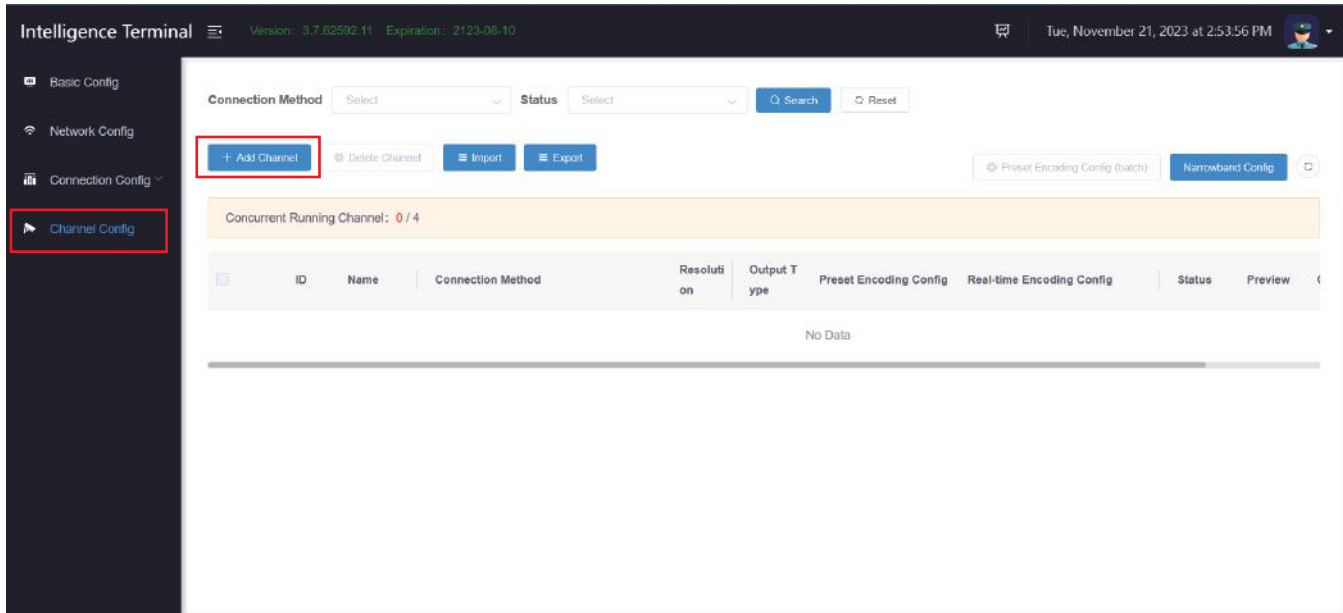 Intelligence Terminal
Version: 3.7.62592.11 Expiration: 2123-08-10
Tue, November 21, 2023 at 2:53:56 PM
Basic Config
Network Config
Connection Config
Channel Config
Connection Method Select Status Select Search Reset
+ Add Channel Delete Channel Import Export
Preset Encoding Config (batch) Narrowband Config
Concurrent Running Channel: 0 / 4
ID Name Connection Method Resoluti
on Output T
ype Preset Encoding Config Real-time Encoding Config Status Preview
No Data